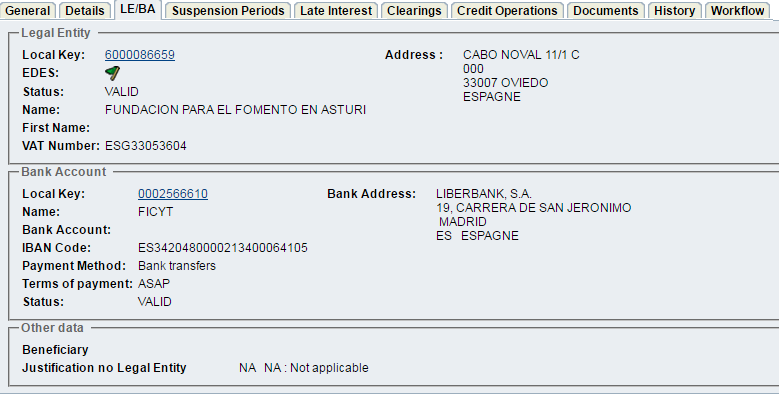 General Details LE/BA Suspension Periods Late Interest Clearings Credit Operations Documents History Workflow
Legal Entity
Local Key: 6000086659 Address : CABO NOVAL 11/1 C
EDES: 000
Status: VALID 33007 OVIEDO
ESPAGNE
Name: FUNDACION PARA EL FOMENTO EN ASTURI
First Name:
VAT Number: ESG33053604
Bank Account
Local Key: 0002566610 Bank Address: LIBERBANK, S.A.
Name: FICYT 19, CARRERA DE SAN JERONIMO
MADRID
Bank Account: ES ESPAGNE
IBAN Code: ES3420480000213400064105
Payment Method: Bank transfers
Terms of payment: ASAP
Status: VALID
Other data
Beneficiary
Justification no Legal Entity NA NA : Not applicable